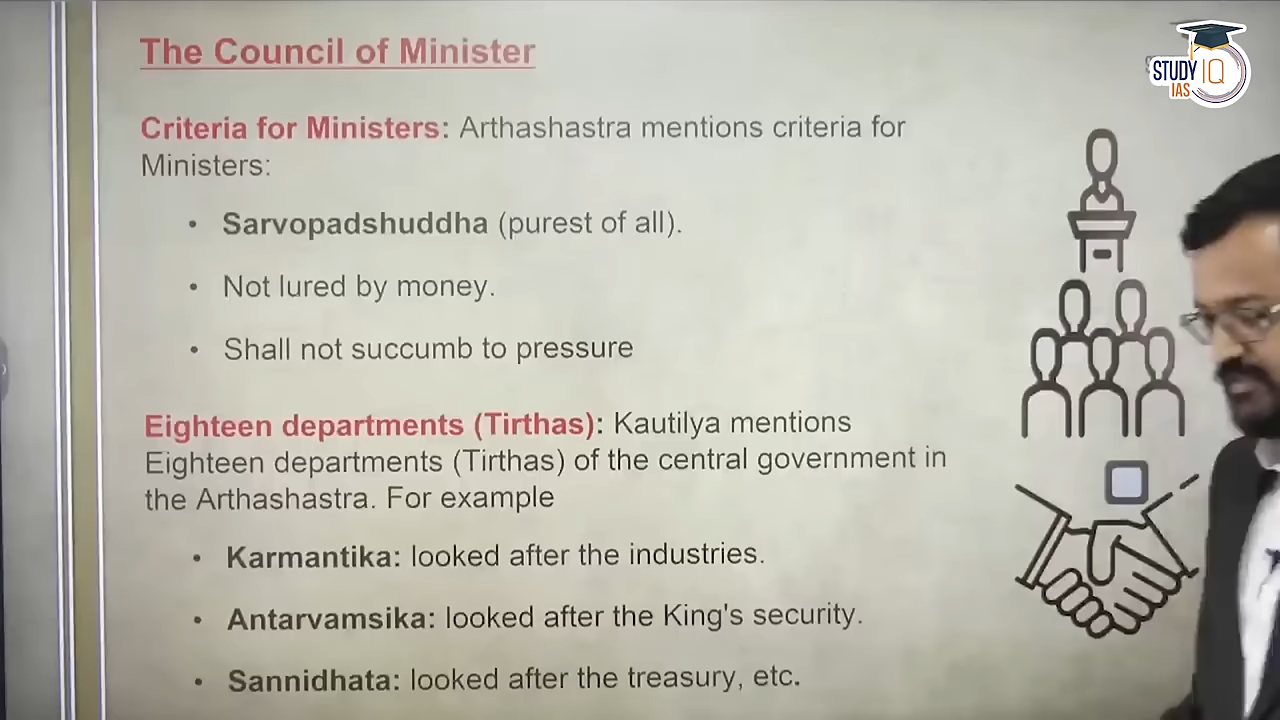 The Council of Minister
STUDY IQ
IAS
Criteria for Ministers: Arthashastra mentions criteria for
Ministers:
• Sarvopadshuddha (purest of all).
• Not lured by money.
• Shall not succumb to pressure
Eighteen departments (Tirthas): Kautilya mentions
Eighteen departments (Tirthas) of the central government in
the Arthashastra. For example
• Karmantika: looked after the industries.
• Antarvamsika: looked after the King's security.
• Sannidhata: looked after the treasury, etc.